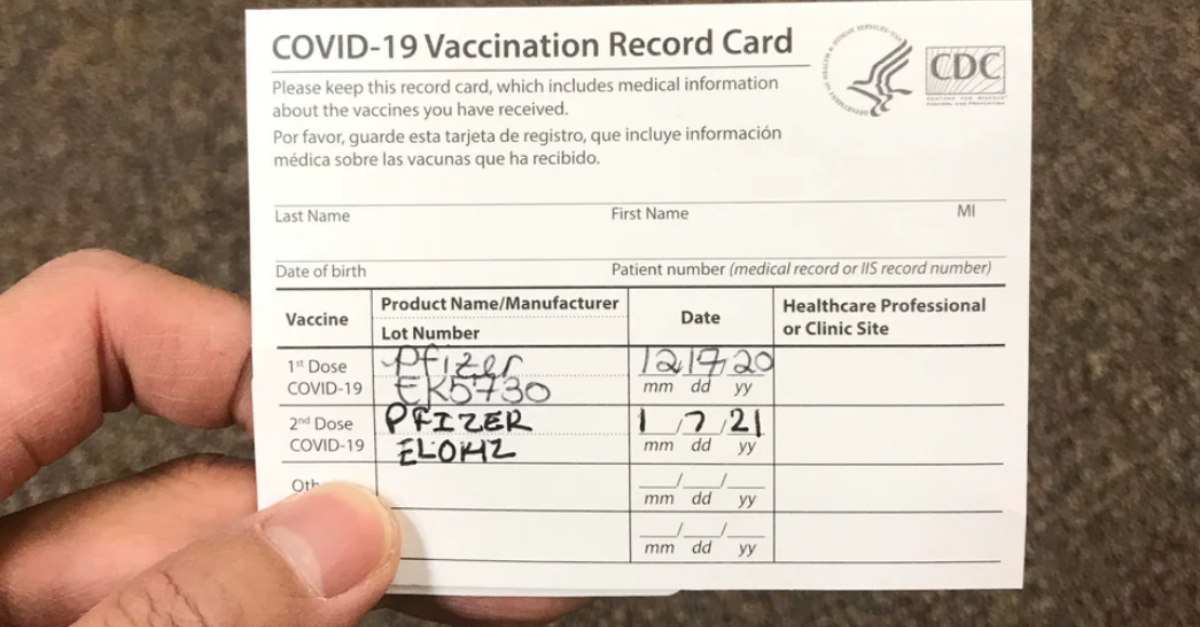 COVID-19 Vaccination Record Card
CDC
Please keep this record card, which includes medical information
about the vaccines you have received.
Por favor, guarde esta tarjeta de registro, que incluye información
médica sobre las vacunas que ha recibido.
Last Name First Name MI
Date of birth Patient number (medical record or IIS record number)
Vaccine
Product Name/Manufacturer
Lot Number
Date
Healthcare Professional
or Clinic Site
1st Dose
COVID-19
Pfizer
EK5730
mm dd yy
2nd Dose
COVID-19
PFIZER
1/7/21
mm dd yy
Oth
mm dd yy
mm dd yy